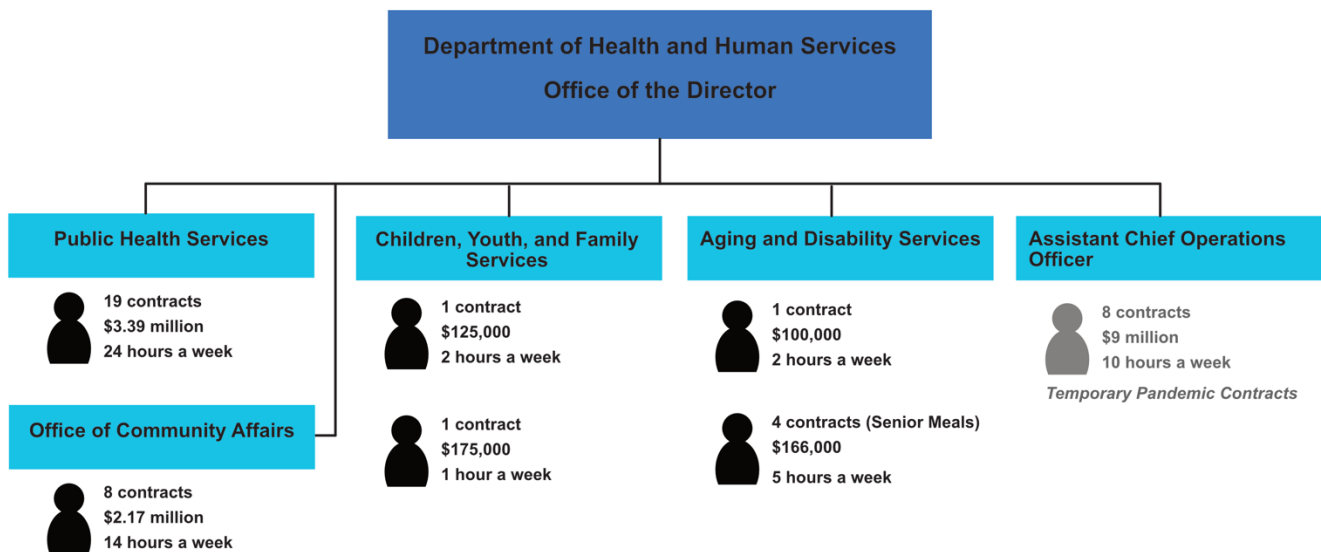 Department of Health and Human Services
Office of the Director
Public Health Services
19 contracts
$3.39 million
24 hours a week
Office of Community Affairs
8 contracts
$2.17 million
14 hours a week
Children, Youth, and Family
Services
1 contract
$125,000
2 hours a week
1 contract
$175,000
1 hour a week
Aging and Disability Services
1 contract
$100,000
2 hours a week
4 contracts (Senior Meals)
$166,000
5 hours a week
Assistant Chief Operations
Officer
8 contracts
$9 million
10 hours a week
Temporary Pandemic Contracts